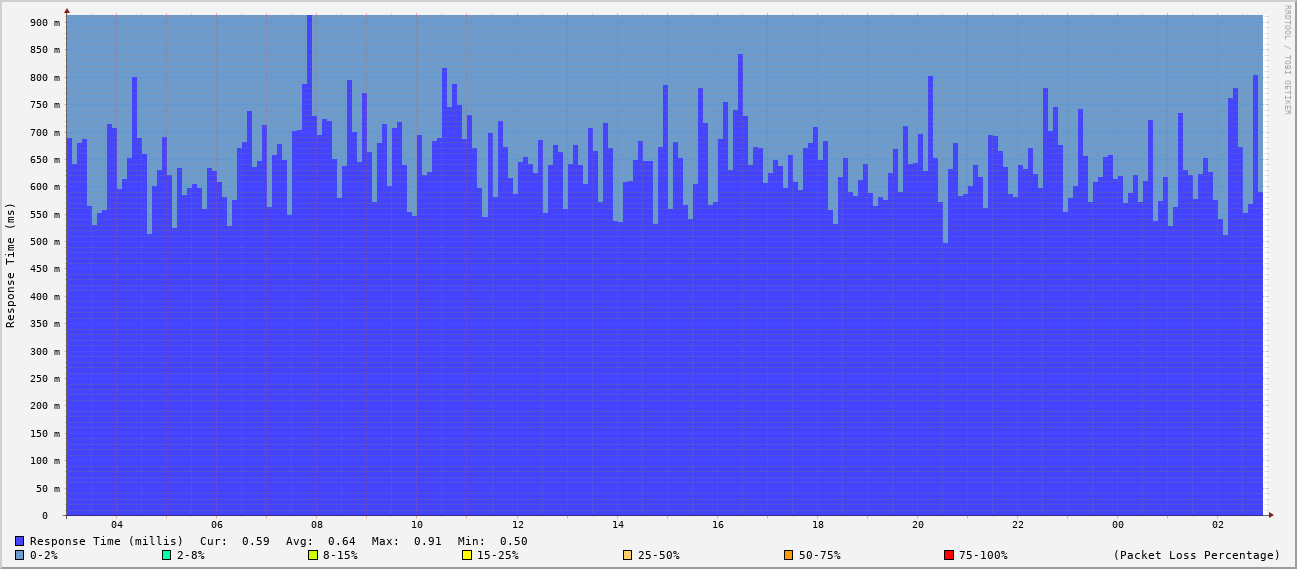 RRDTOOL / TOBI OETIKER
Response Time (ms)
900 m
850 m
800 m
750 m
700 m
650 m
600 m
550 m
500 m
450 m
400 m
350 m
300 m
250 m
200 m
150 m
100 m
50 m
0
04 06 08 10 12 14 16 18 20 22 00 02
Response Time (millis) Cur: 0.59 Avg: 0.64 Max: 0.91 Min: 0.50
0-2% 2-8% 8-15% 15-25% 25-50% 50-75% 75-100% (Packet Loss Percentage)